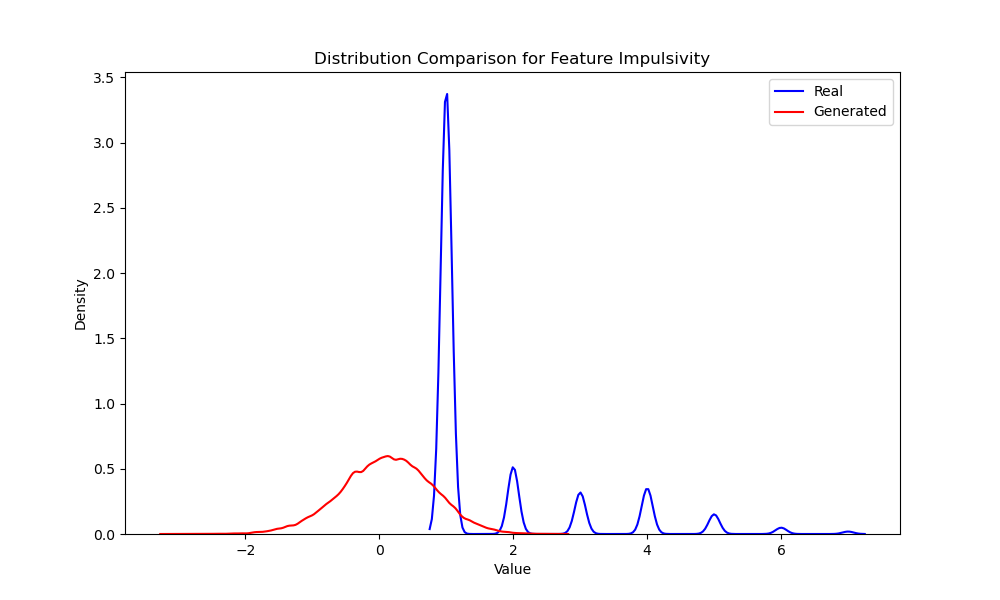 Distribution Comparison for Feature Impulsivity
Real
Generated
3.5
3.0
2.5
2.0
1.5
1.0
0.5
0.0
Density
−2
0
2
4
6
Value